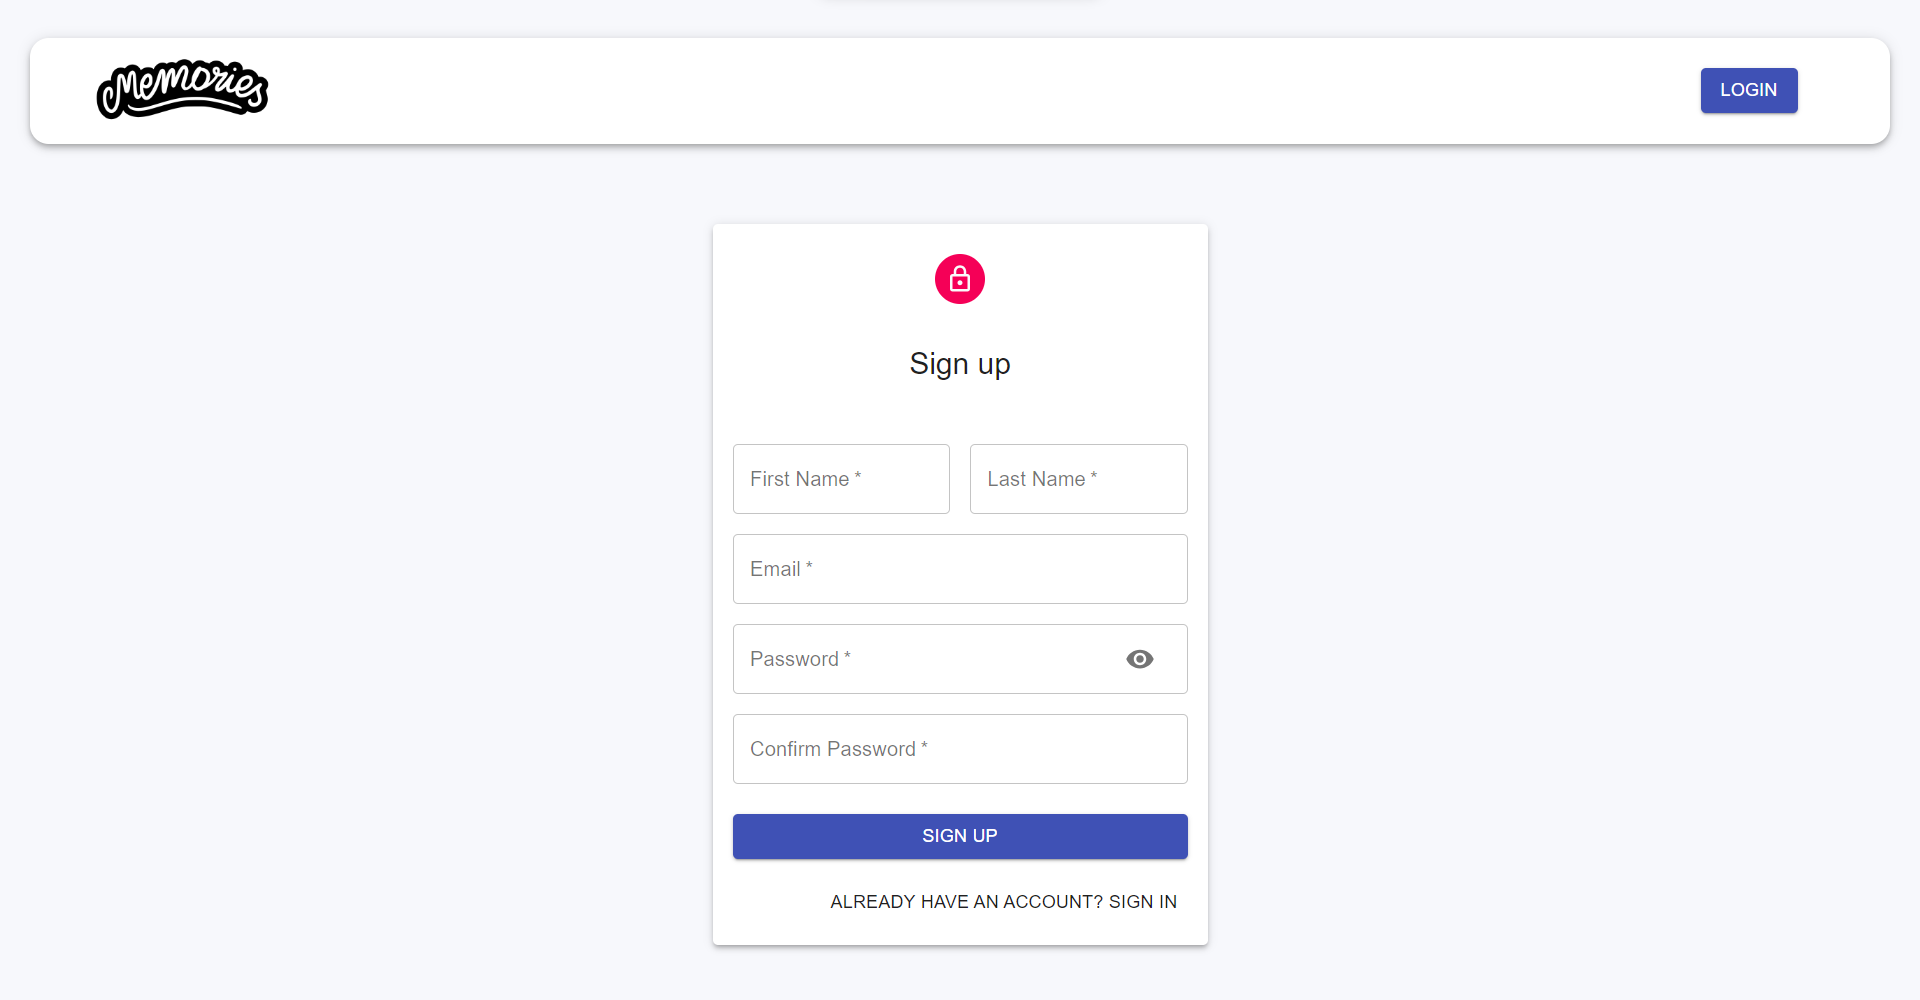 Memories
LOGIN
Sign up
First Name *
Last Name *
Email *
Password *
Confirm Password *
SIGN UP
ALREADY HAVE AN ACCOUNT? SIGN IN